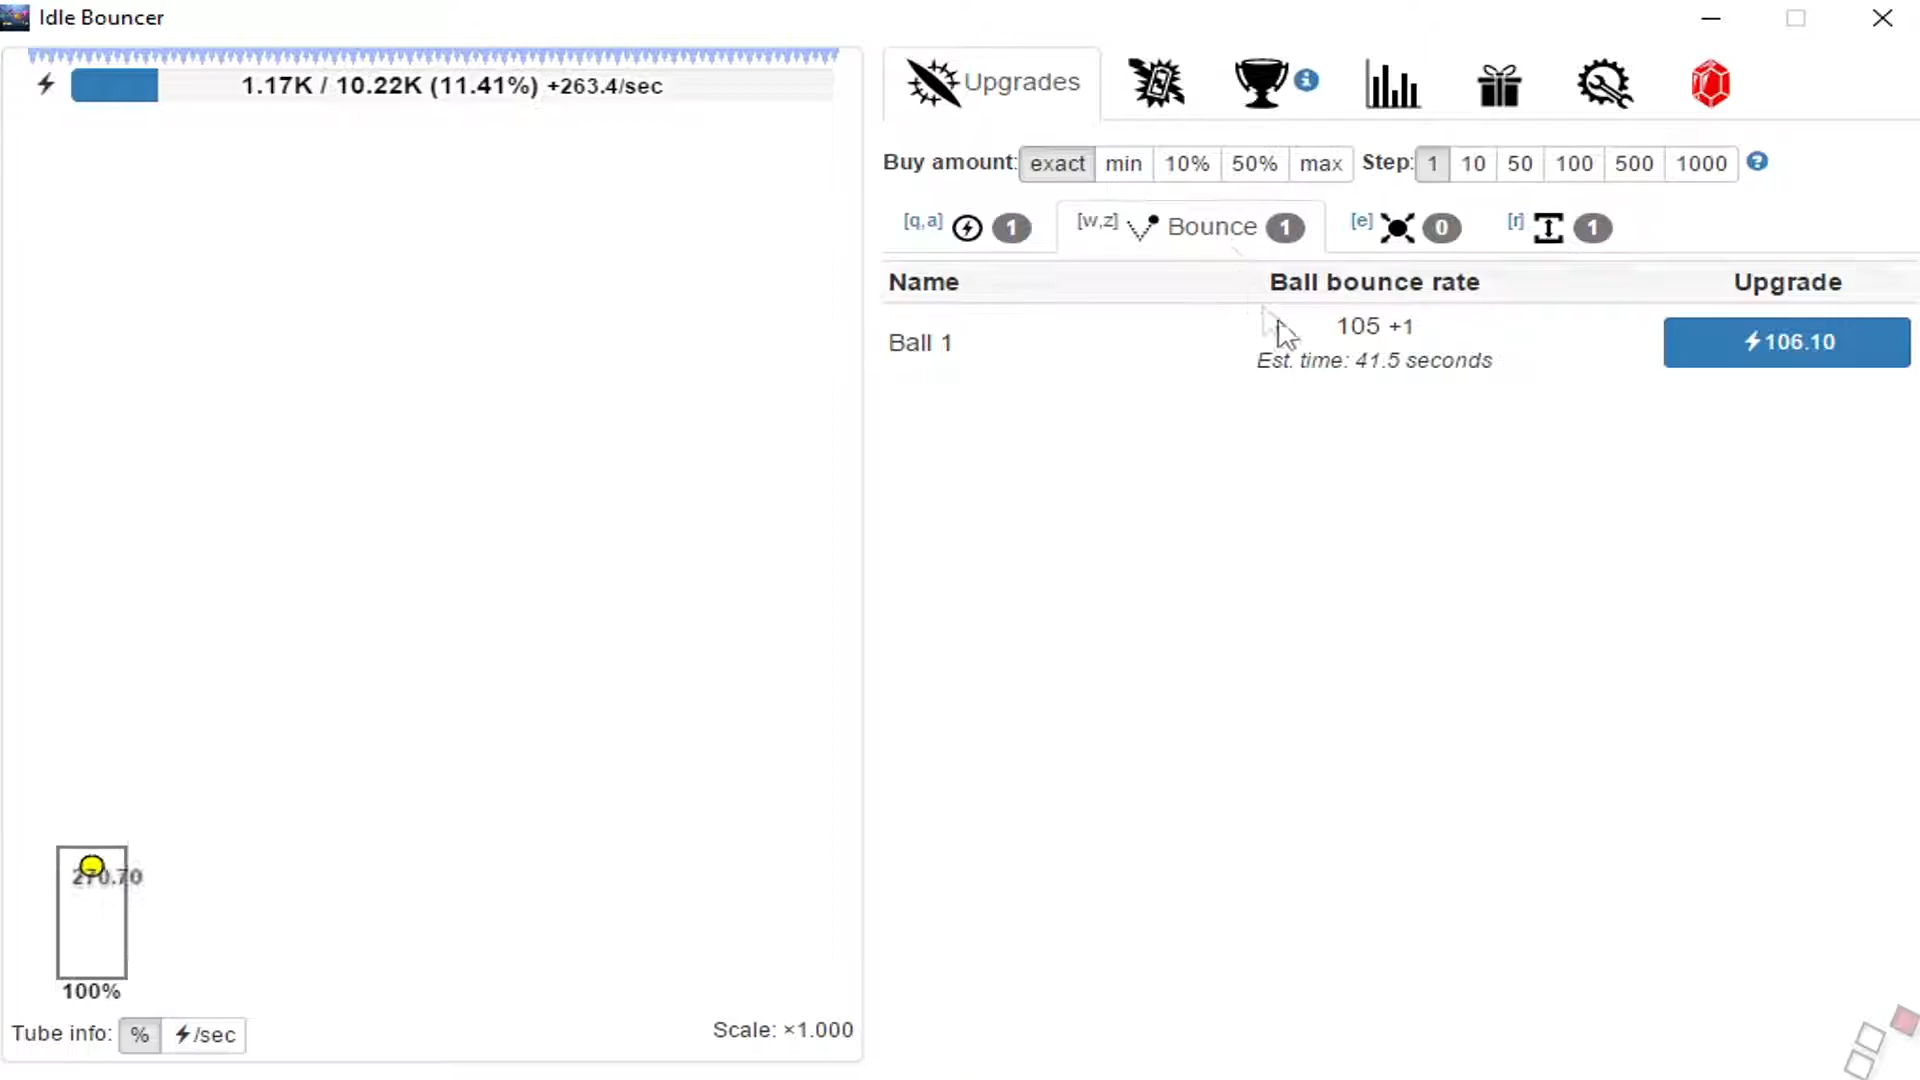 Idle Bouncer
1.17K / 10.22K (11.41%) +263.4/sec
Upgrades
Buy amount: exact min 10% 50% max Step: 1 10 50 100 500 1000 ?
[q,a] 1 [w,z] Bounce 1 [e] 0 [r] 1
Name Ball bounce rate Upgrade
Ball 1 105 +1 106.10
Est. time: 41.5 seconds
270.70
100%
Tube info: % /sec Scale: ×1.000